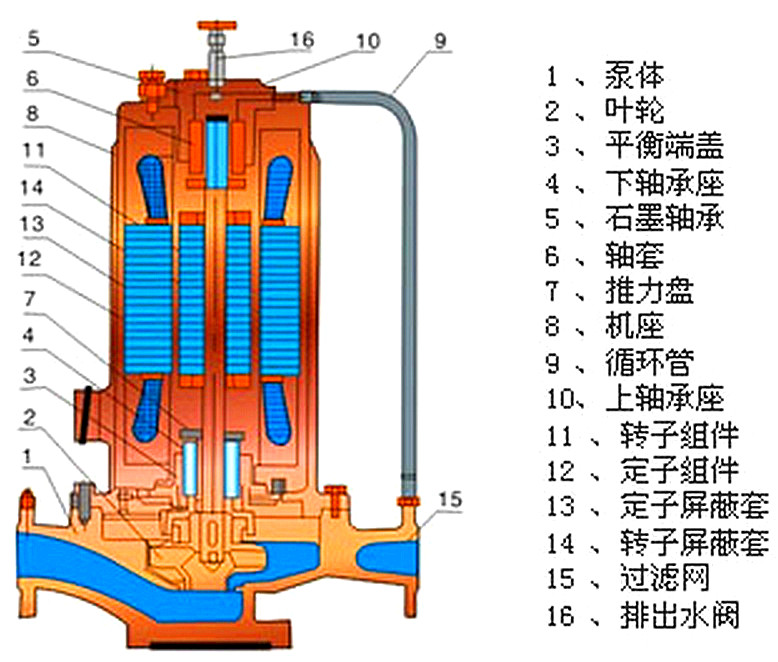 5
16
10
9
6
8
11
14
13
12
7
4
3
2
1
15
1、泵体
2、叶轮
3、平衡端盖
4、下轴承座
5、石墨轴承
6、轴套
7、推力盘
8、机座
9、循环管
10、上轴承座
11、转子组件
12、定子组件
13、定子屏蔽套
14、转子屏蔽套
15、过滤网
16、排出水阀